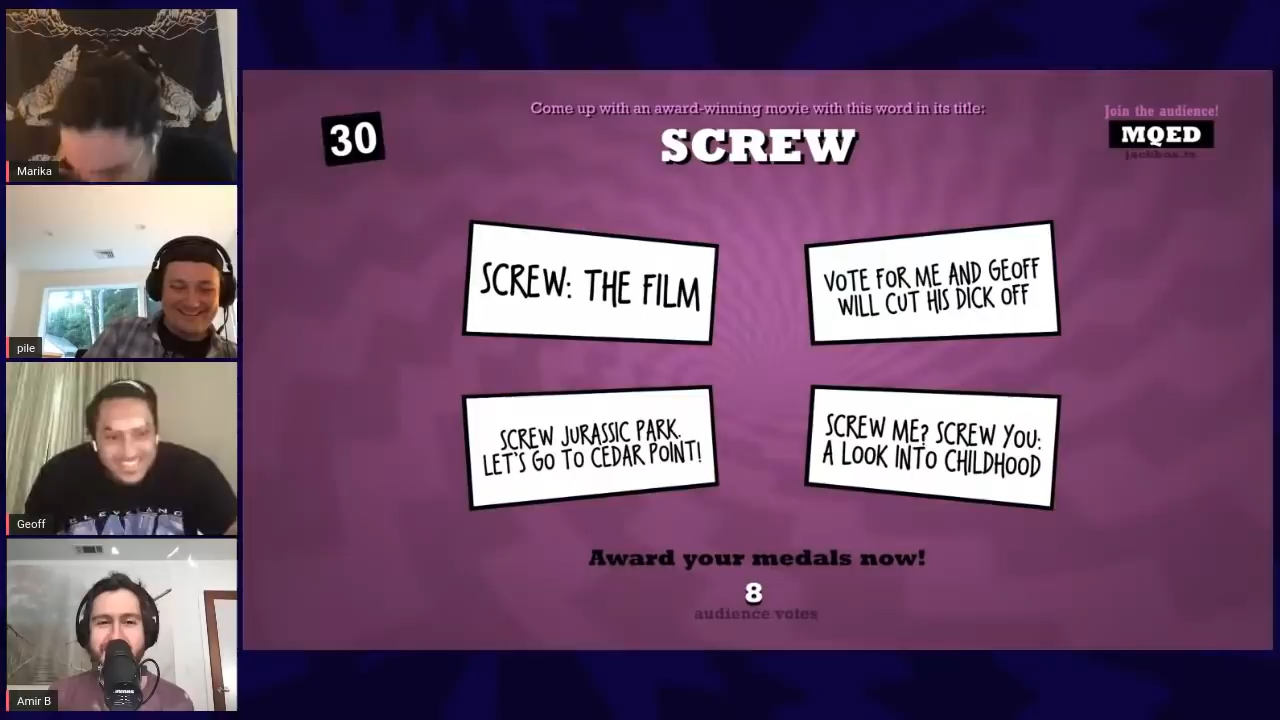 Marika
pile
Geoff
Amir B
30
Come up with an award-winning movie with this word in its title:
SCREW
Join the audience!
MQED
jackbox.tv
SCREW: THE FILM
VOTE FOR ME AND GEOFF
WILL CUT HIS DICK OFF
SCREW JURASSIC PARK.
LET'S GO TO CEDAR POINT!
SCREW ME? SCREW YOU:
A LOOK INTO CHILDHOOD
Award your medals now!
8
audience votes
CLEVELAND